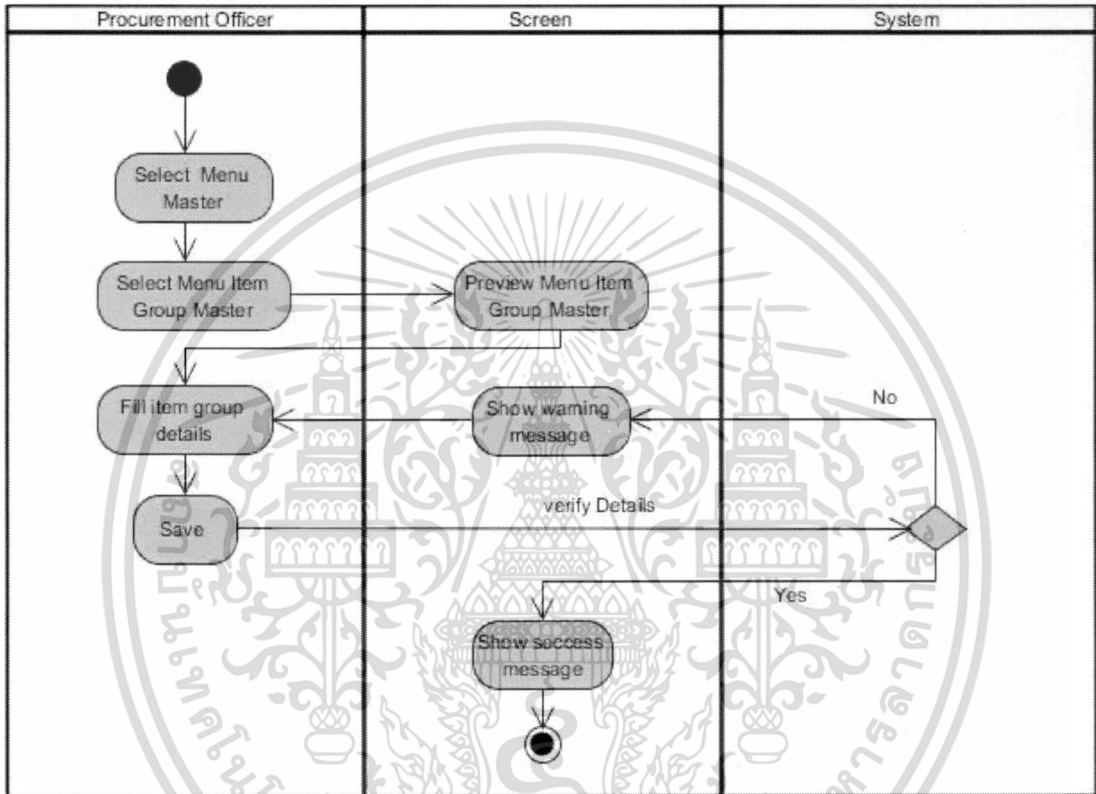 Procurement Officer
Screen
System
Select Menu
Master
Select Menu Item
Group Master
Preview Menu Item
Group Master
Fill item group
details
Show warning
message
No
Save
verify Details
Yes
Show soccess
message